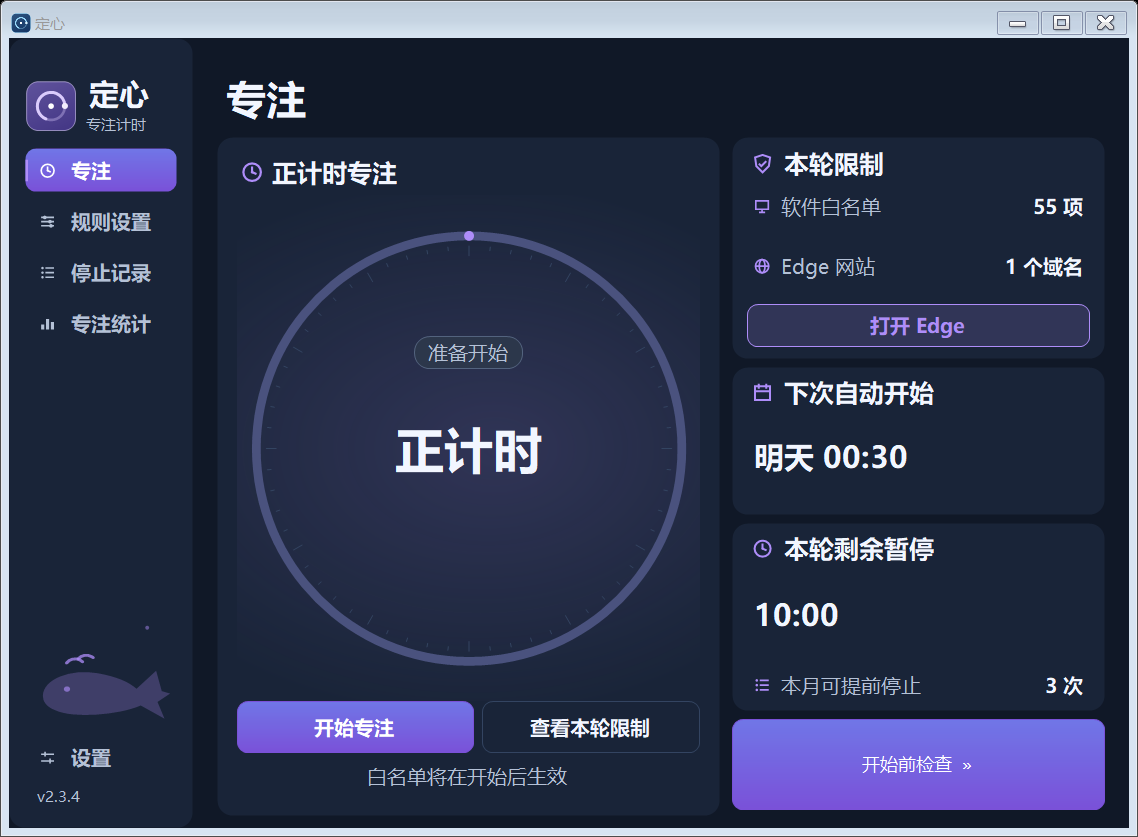 定心
定心
专注计时
专注
规则设置
停止记录
专注统计
设置
v2.3.4
专注
正计时专注
准备开始
正计时
开始专注
查看本轮限制
白名单将在开始后生效
本轮限制
软件白名单 55 项
Edge 网站 1 个域名
打开 Edge
下次自动开始
明天 00:30
本轮剩余暂停
10:00
本月可提前停止 3 次
开始前检查 »